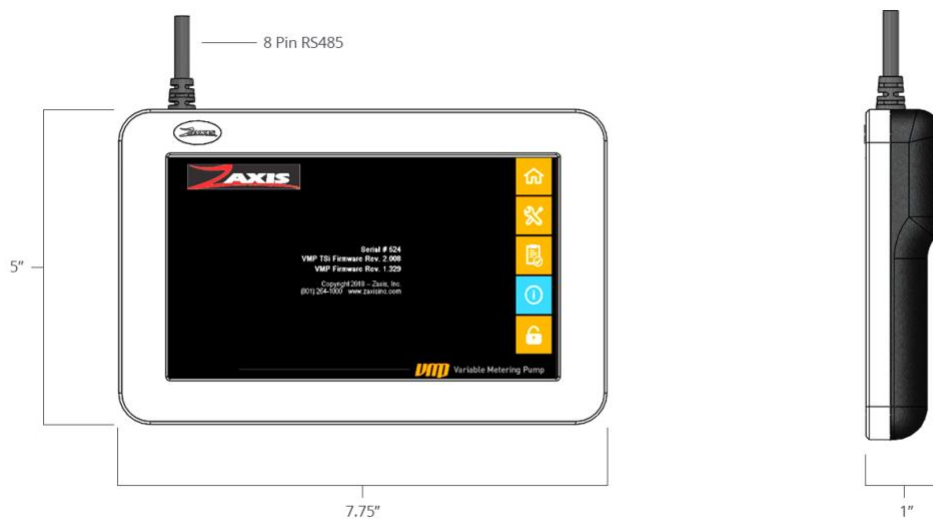 8 Pin RS485
ZAXIS
ZAXIS
Serial # 524
VMP TSi Firmware Rev. 2.008
VMP Firmware Rev. 1.329
Copyright 2018 – Zaxis, Inc.
(801) 264-1000 www.zaxisinc.com
vmp Variable Metering Pump
5”
7.75”
1”